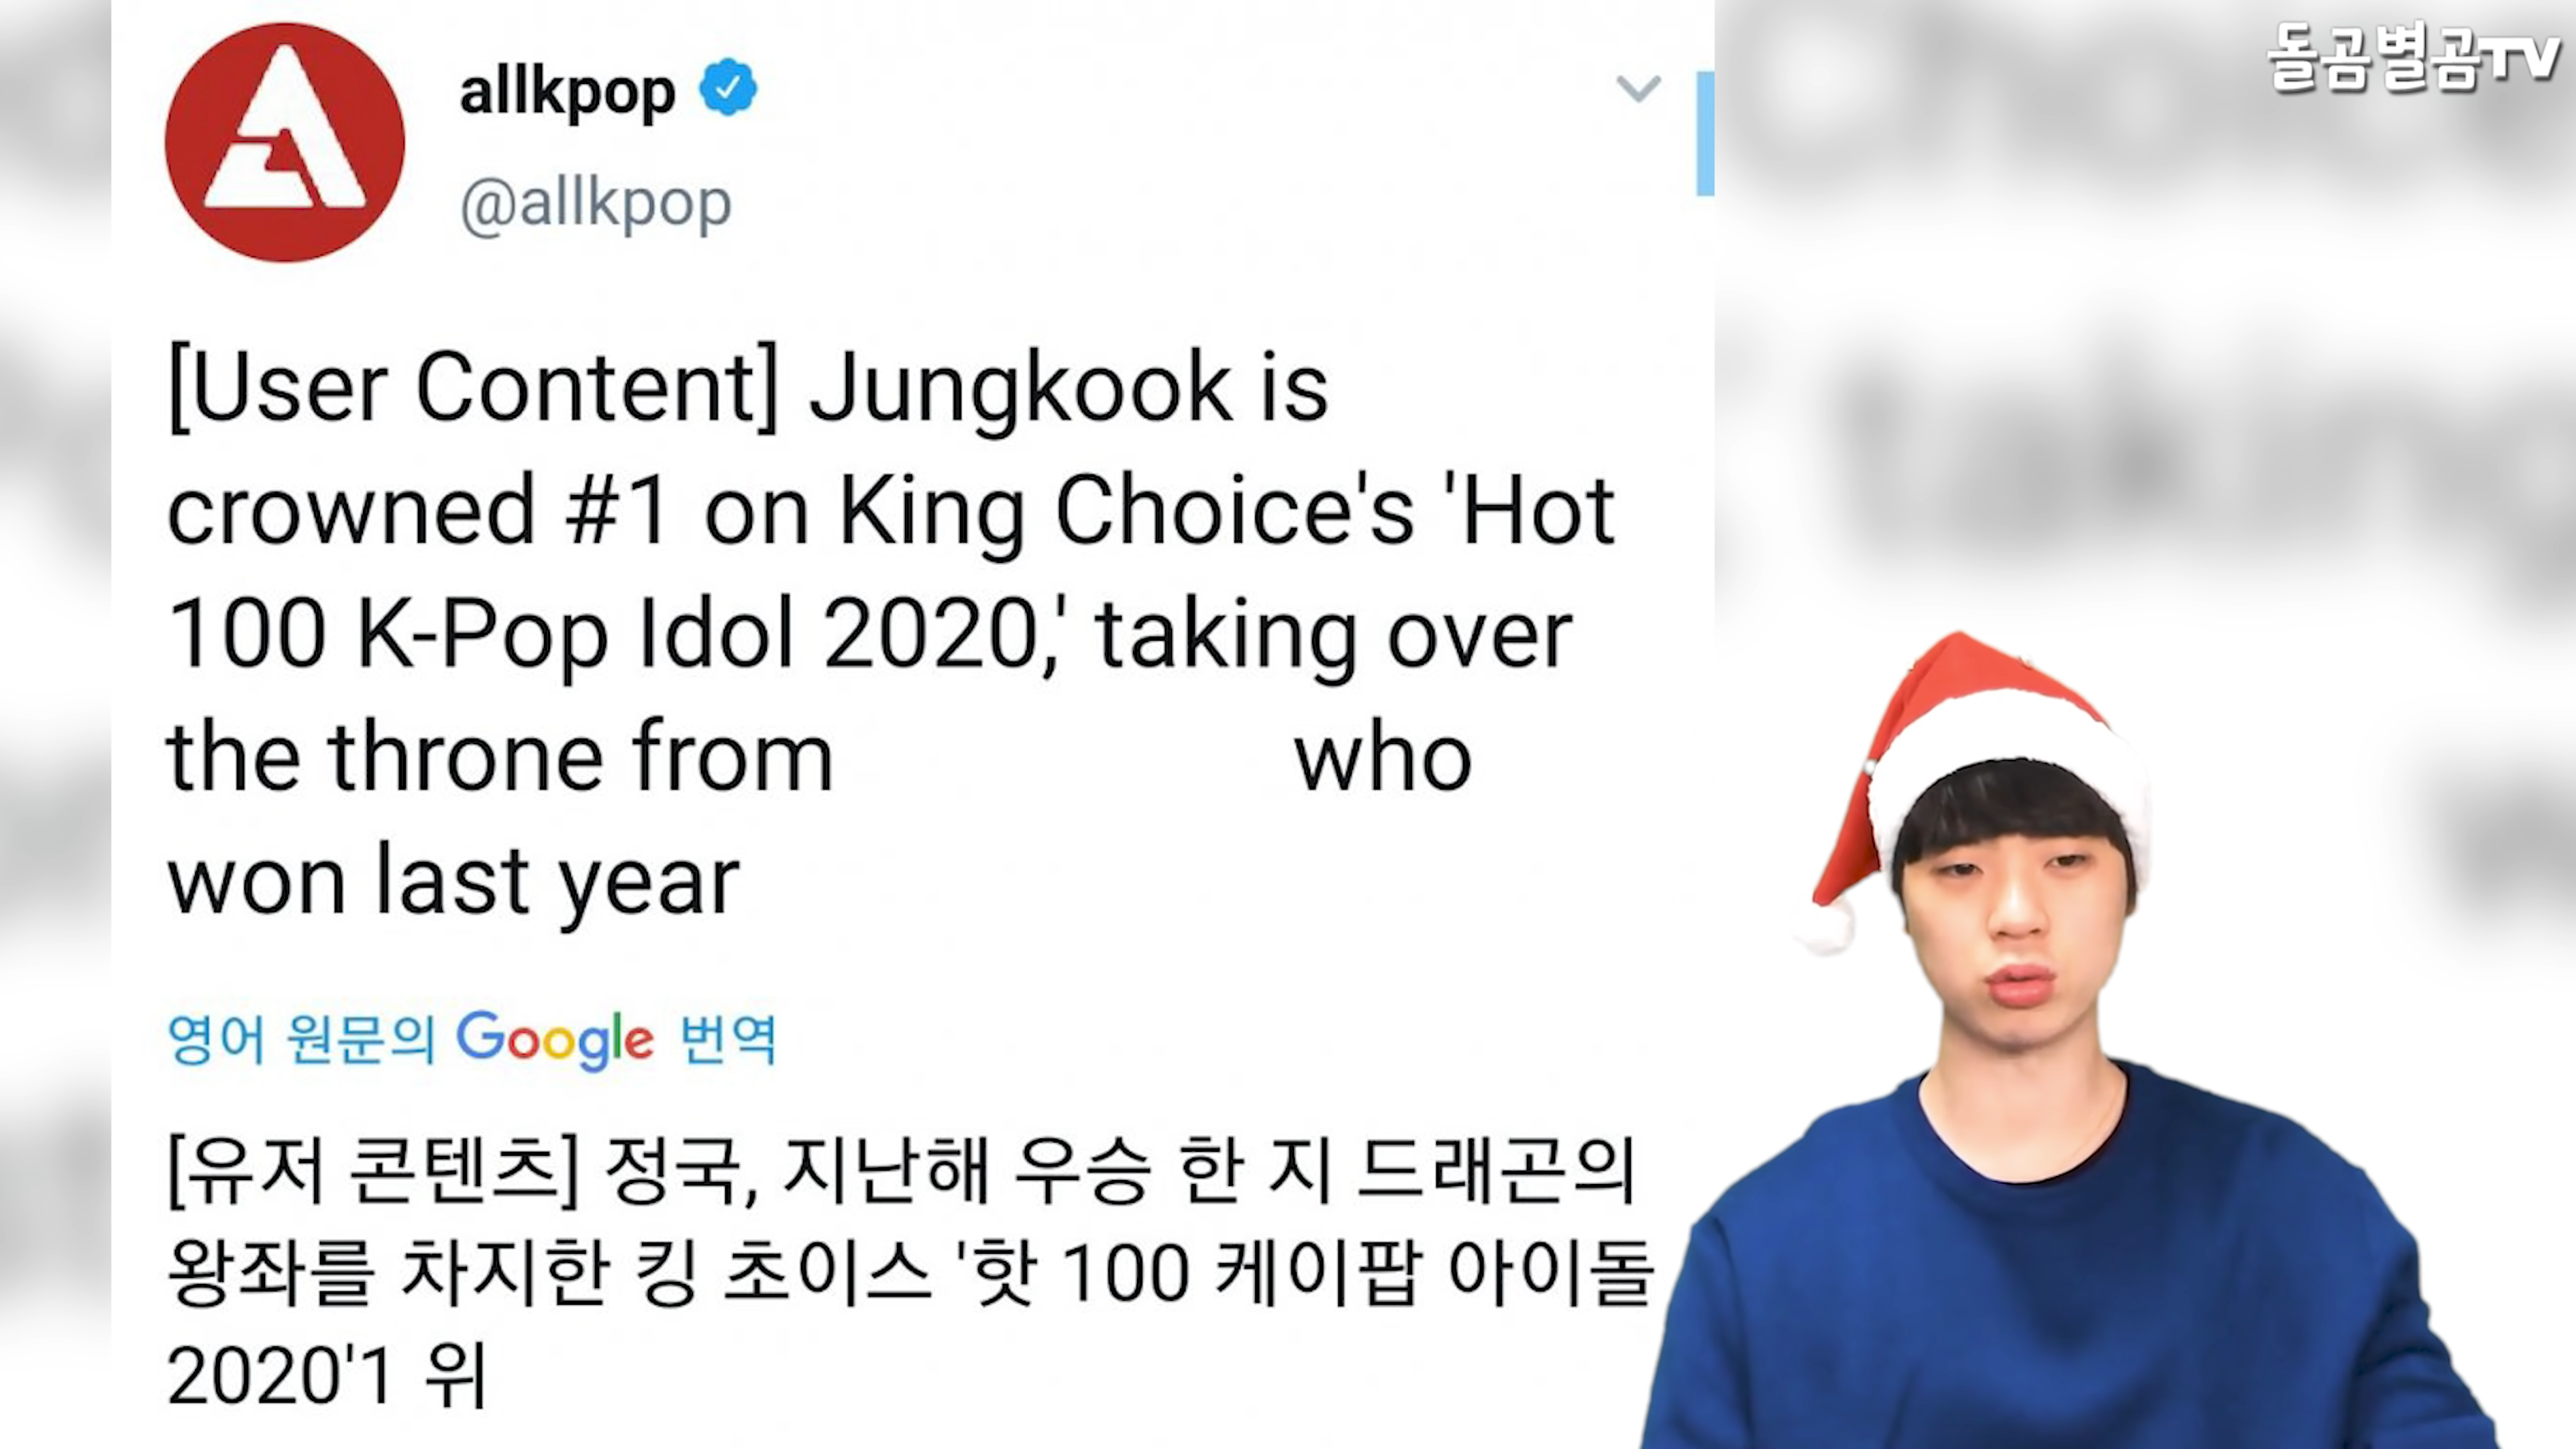 돌곰별곰TV
allkpop
@allkpop
[User Content] Jungkook is
crowned #1 on King Choice's 'Hot
100 K-Pop Idol 2020,' taking over
the throne from who
won last year
영어 원문의 Google 번역
[유저 콘텐츠] 정국, 지난해 우승 한 지 드래곤의
왕좌를 차지한 킹 초이스 '핫 100 케이팝 아이돌
2020'1 위